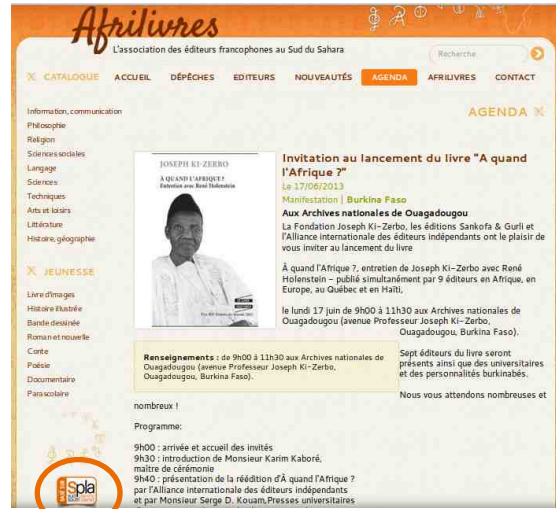 Afrilivres
L'association des éditeurs francophones au Sud du Sahara
Recherche
CATALOGUE ACCUEIL DÉPÊCHES EDITEURS NOUVEAUTÉS AGENDA AFRILIVRES CONTACT
AGENDA
Information, communication
Philosophie
Religion
Sciences sociales
Langage
Sciences
Techniques
Arts et loisirs
Littérature
Histoire, géographie
JEUNESSE
Livre d'images
Histoire illustrée
Bande dessinée
Roman et nouvelle
Conte
Poésie
Documentaire
Parascolaire
Spla
JOSEPH KI-ZERBO
À QUAND L'AFRIQUE ?
Entretien avec René Holenstein
Invitation au lancement du livre "A quand
l'Afrique ?"
Le 17/06/2013
Manifestation | Burkina Faso
Aux Archives nationales de Ouagadougou
La Fondation Joseph Ki-Zerbo, les éditions Sankofa & Gurli et
l'Alliance internationale des éditeurs indépendants ont le plaisir de
vous inviter au lancement du livre
À quand l'Afrique ?, entretien de Joseph Ki-Zerbo avec René
Holenstein – publié simultanément par 9 éditeurs en Afrique, en
Europe, au Québec et en Haïti,
le lundi 17 juin de 9h00 à 11h30 aux Archives nationales de
Ouagadougou (avenue Professeur Joseph Ki-Zerbo,
Ouagadougou, Burkina Faso).
Renseignements : de 9h00 à 11h30 aux Archives nationales de
Ouagadougou (avenue Professeur Joseph Ki-Zerbo,
Ouagadougou, Burkina Faso).
Sept éditeurs du livre seront
présents ainsi que des universitaires
et des personnalités burkinabés.
Nous vous attendons nombreuses et
nombreux !
Programme:
9h00 : arrivée et accueil des invités
9h30 : introduction de Monsieur Karim Kaboré,
maître de cérémonie
9h40 : présentation de la réédition d'À quand l'Afrique ?
par l'Alliance internationale des éditeurs indépendants
et par Monsieur Serge D. Kouam,Presses universitaires